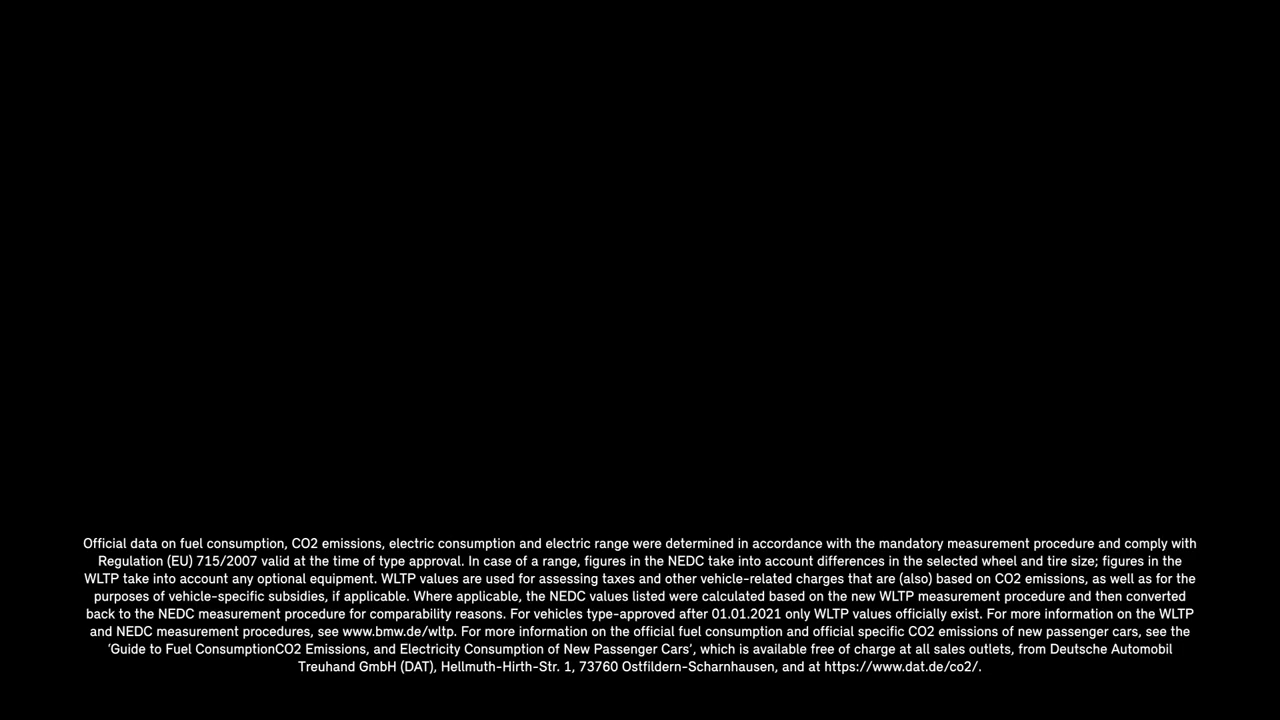 Official data on fuel consumption, CO2 emissions, electric consumption and electric range were determined in accordance with the mandatory measurement procedure and comply with
Regulation (EU) 715/2007 valid at the time of type approval. In case of a range, figures in the NEDC take into account differences in the selected wheel and tire size; figures in the
WLTP take into account any optional equipment. WLTP values are used for assessing taxes and other vehicle-related charges that are (also) based on CO2 emissions, as well as for the
purposes of vehicle-specific subsidies, if applicable. Where applicable, the NEDC values listed were calculated based on the new WLTP measurement procedure and then converted
back to the NEDC measurement procedure for comparability reasons. For vehicles type-approved after 01.01.2021 only WLTP values officially exist. For more information on the WLTP
and NEDC measurement procedures, see www.bmw.de/wltp. For more information on the official fuel consumption and official specific CO2 emissions of new passenger cars, see the
‘Guide to Fuel ConsumptionCO2 Emissions, and Electricity Consumption of New Passenger Cars’, which is available free of charge at all sales outlets, from Deutsche Automobil
Treuhand GmbH (DAT), Hellmuth-Hirth-Str. 1, 73760 Ostfildern-Scharnhausen, and at https://www.dat.de/co2/.